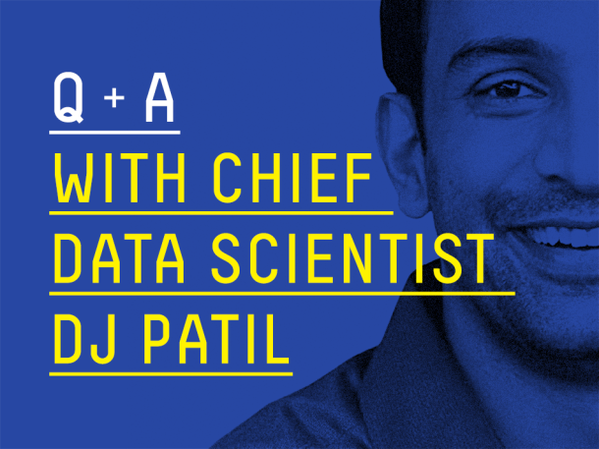 Q + A
WITH CHIEF
DATA SCIENTIST
DJ PATIL